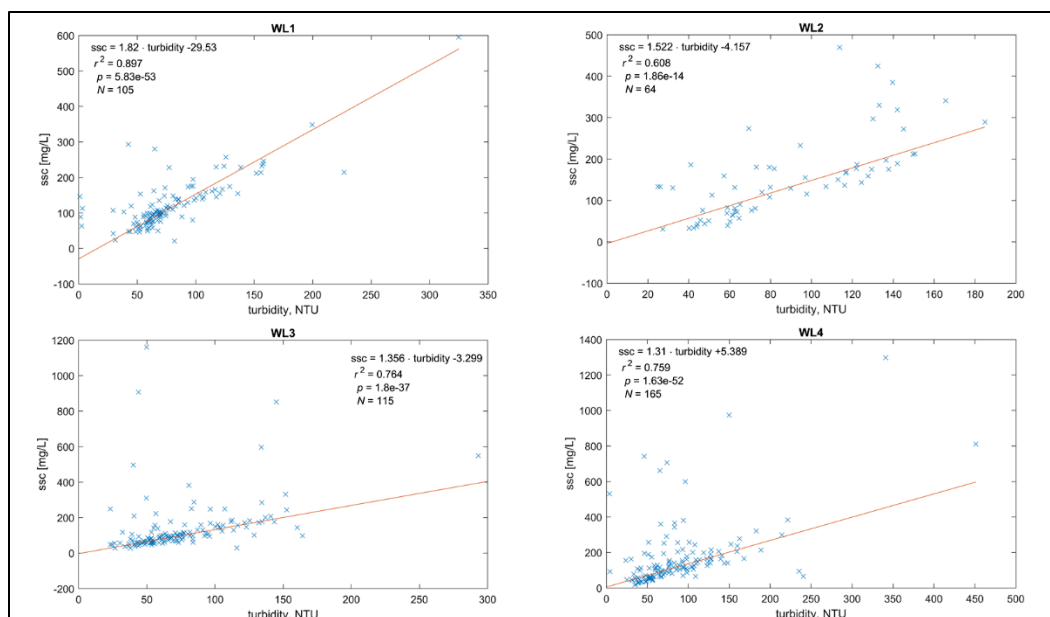 WL1
ssc = 1.82 · turbidity -29.53
r² = 0.897
p = 5.83e-53
N = 105
600
500
400
300
200
100
0
-100
ssc [mg/L]
0 50 100 150 200 250 300 350
turbidity, NTU
WL2
ssc = 1.522 · turbidity -4.157
r² = 0.608
p = 1.86e-14
N = 64
500
400
300
200
100
0
-100
ssc [mg/L]
0 20 40 60 80 100 120 140 160 180 200
turbidity, NTU
WL3
ssc = 1.356 · turbidity -3.299
r² = 0.764
p = 1.8e-37
N = 115
1200
1000
800
600
400
200
0
-200
ssc [mg/L]
0 50 100 150 200 250 300
turbidity, NTU
WL4
ssc = 1.31 · turbidity +5.389
r² = 0.759
p = 1.63e-52
N = 165
1400
1200
1000
800
600
400
200
0
ssc [mg/L]
0 50 100 150 200 250 300 350 400 450 500
turbidity, NTU